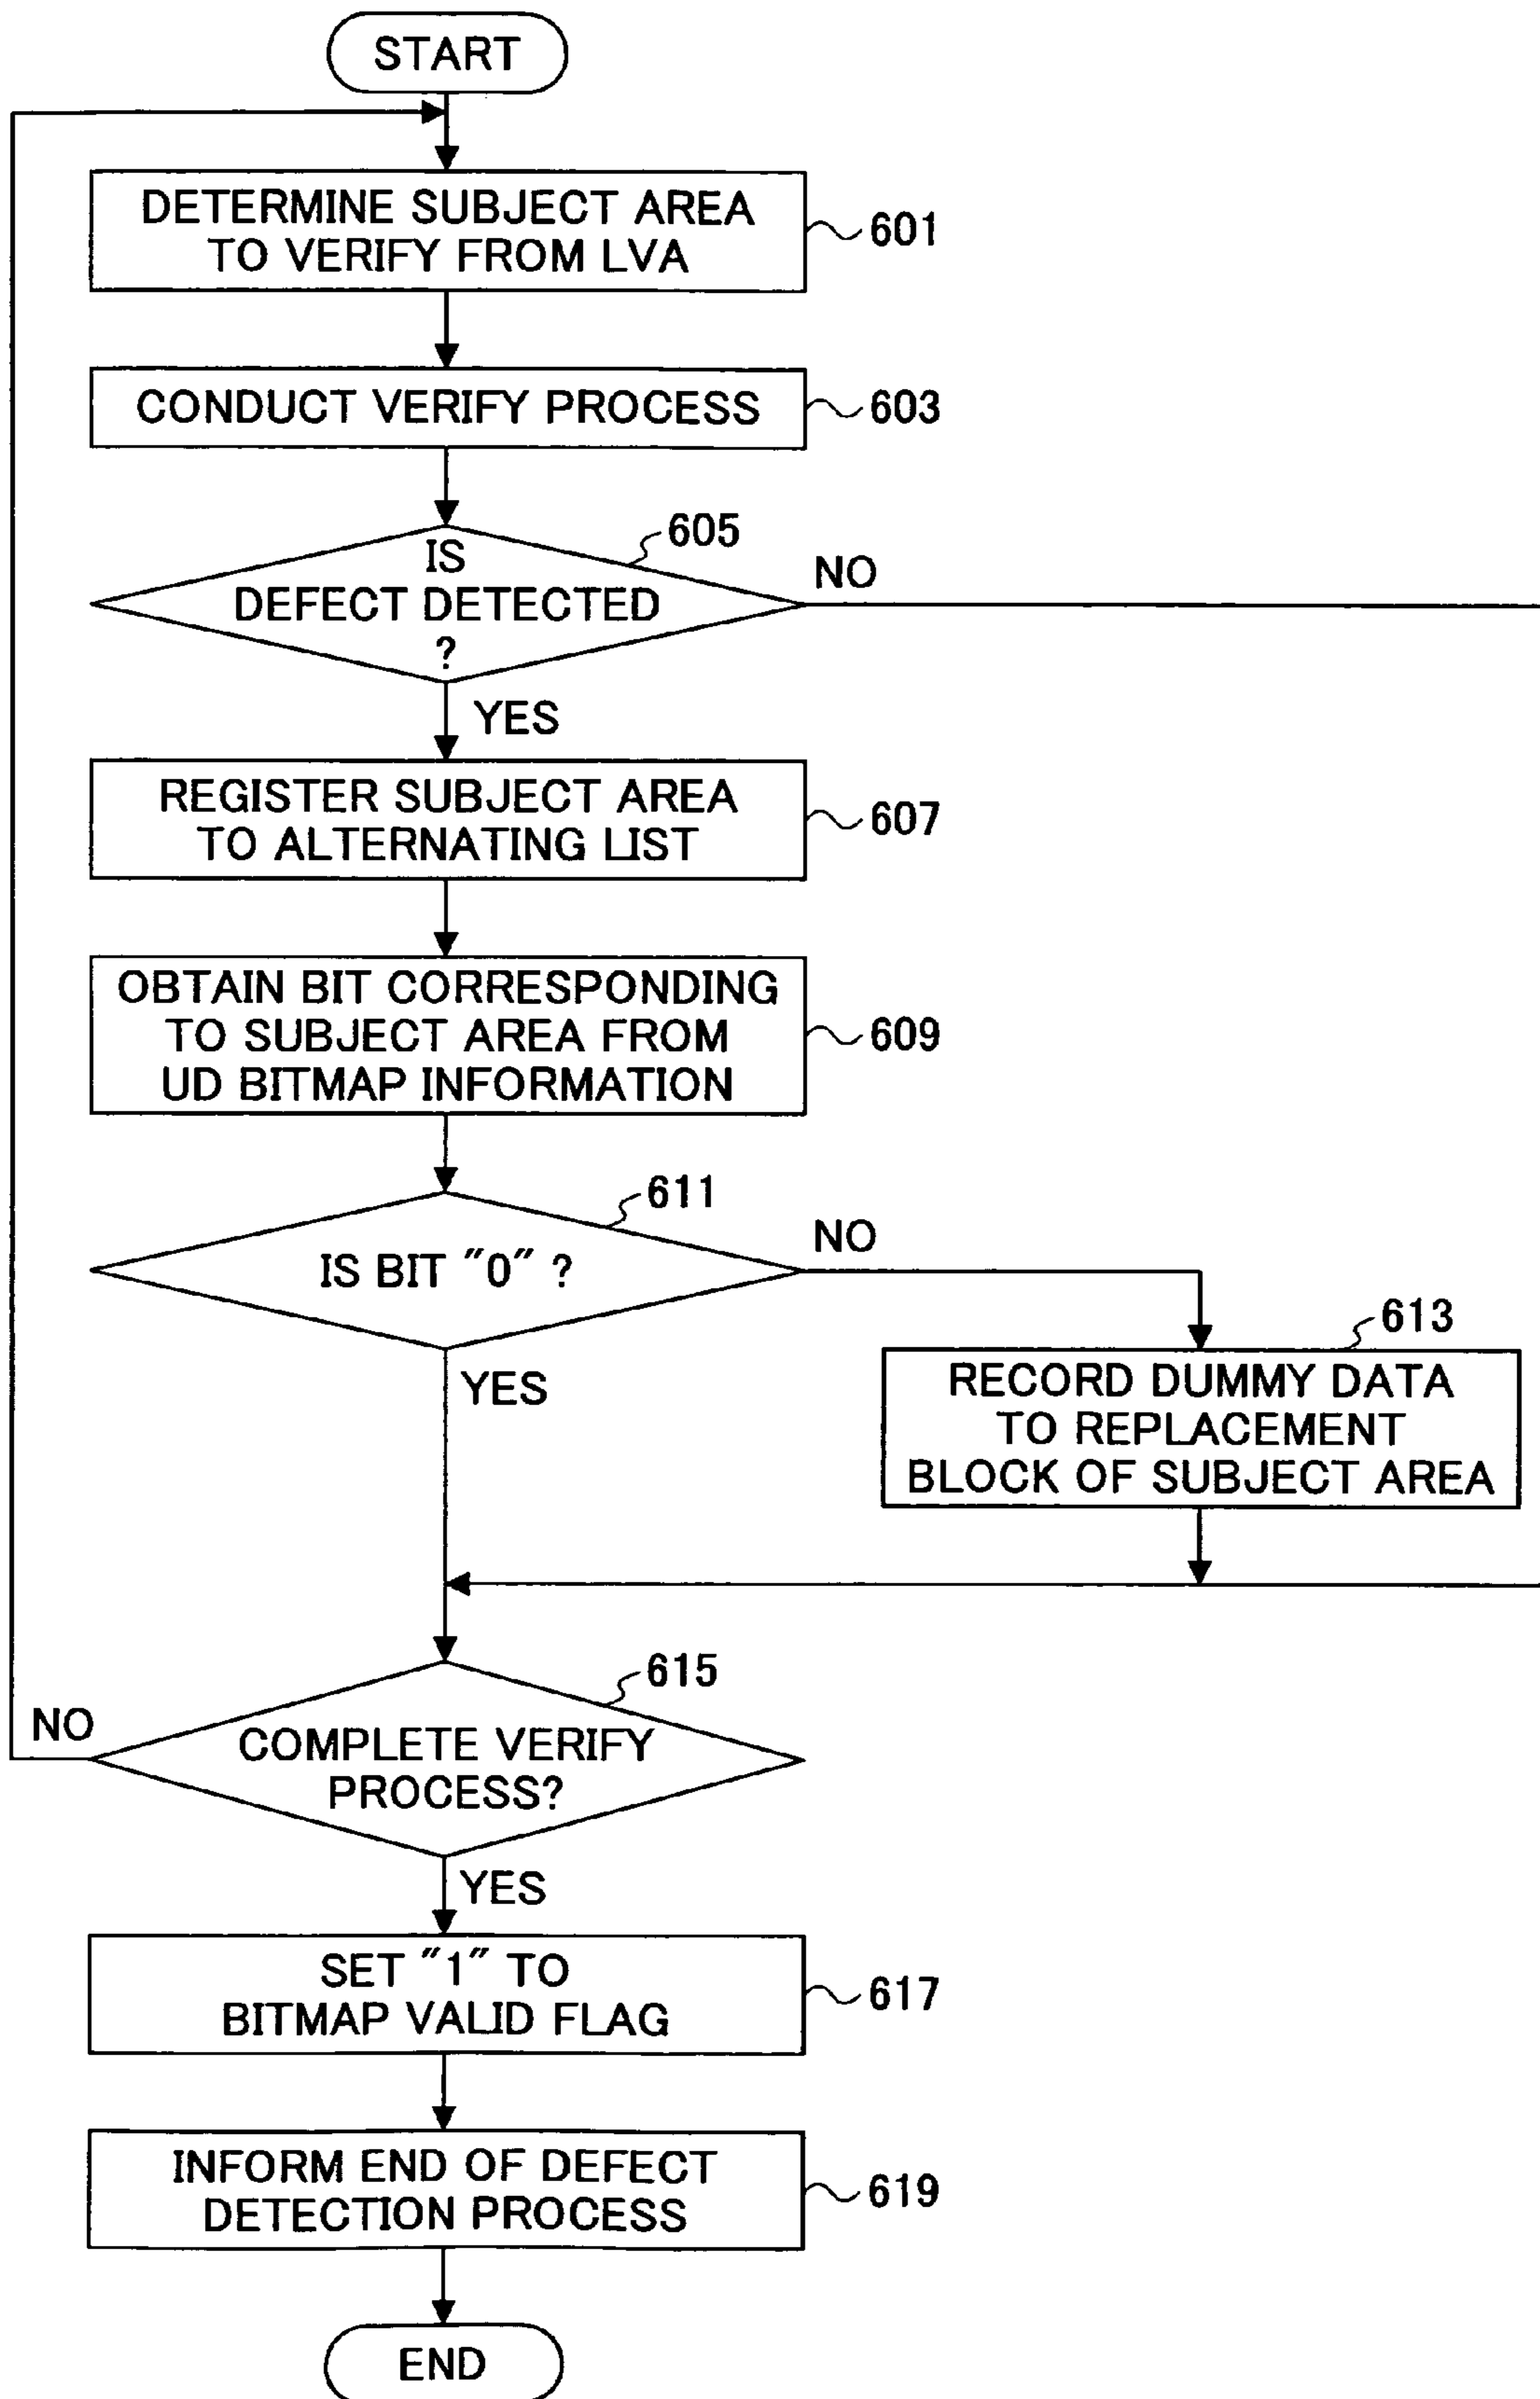 START
DETERMINE SUBJECT AREA
TO VERIFY FROM LVA
601
CONDUCT VERIFY PROCESS
603
605
IS
DEFECT DETECTED
?
NO
YES
REGISTER SUBJECT AREA
TO ALTERNATING LIST
607
OBTAIN BIT CORRESPONDING
TO SUBJECT AREA FROM
UD BITMAP INFORMATION
609
611
IS BIT "0" ?
NO
YES
613
RECORD DUMMY DATA
TO REPLACEMENT
BLOCK OF SUBJECT AREA
615
COMPLETE VERIFY
PROCESS?
NO
YES
SET "1" TO
BITMAP VALID FLAG
617
INFORM END OF DEFECT
DETECTION PROCESS
619
END